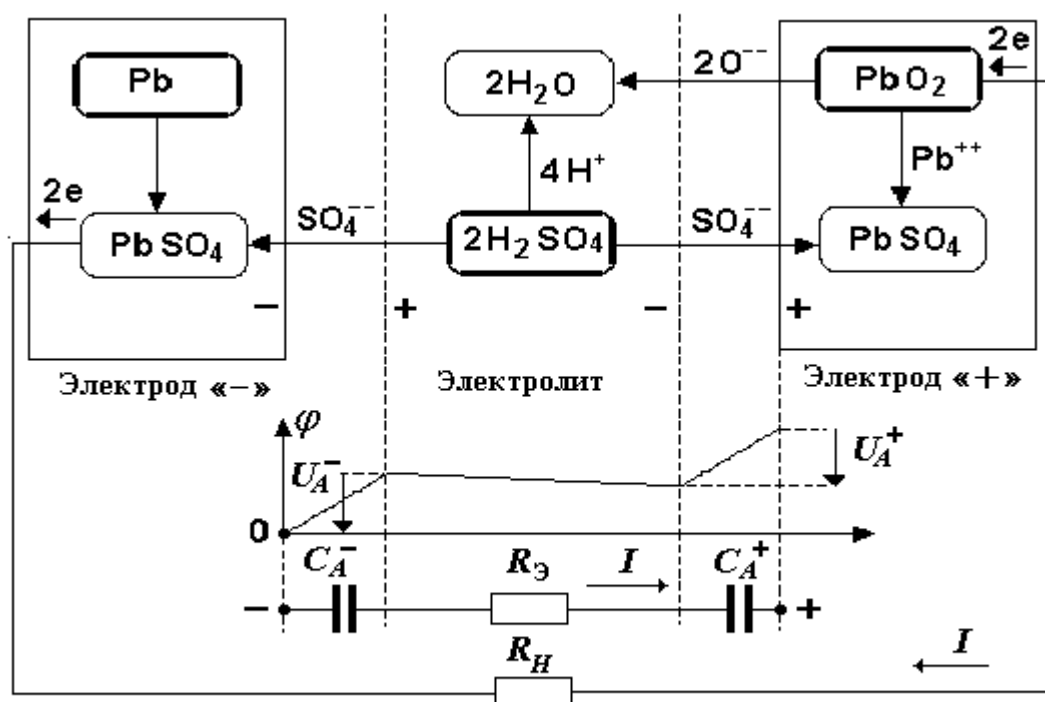 Pb
2H₂O
2O⁻⁻
PbO₂
2e
4H⁺
Pb⁺⁺
2e
PbSO₄
SO₄⁻⁻
2H₂SO₄
SO₄⁻⁻
PbSO₄
− + − +
Электрод «−»
Электролит
Электрод «+»
φ
U_A⁻
U_A⁺
0
C_A⁻
R_Э
I
C_A⁺
− +
R_H
I